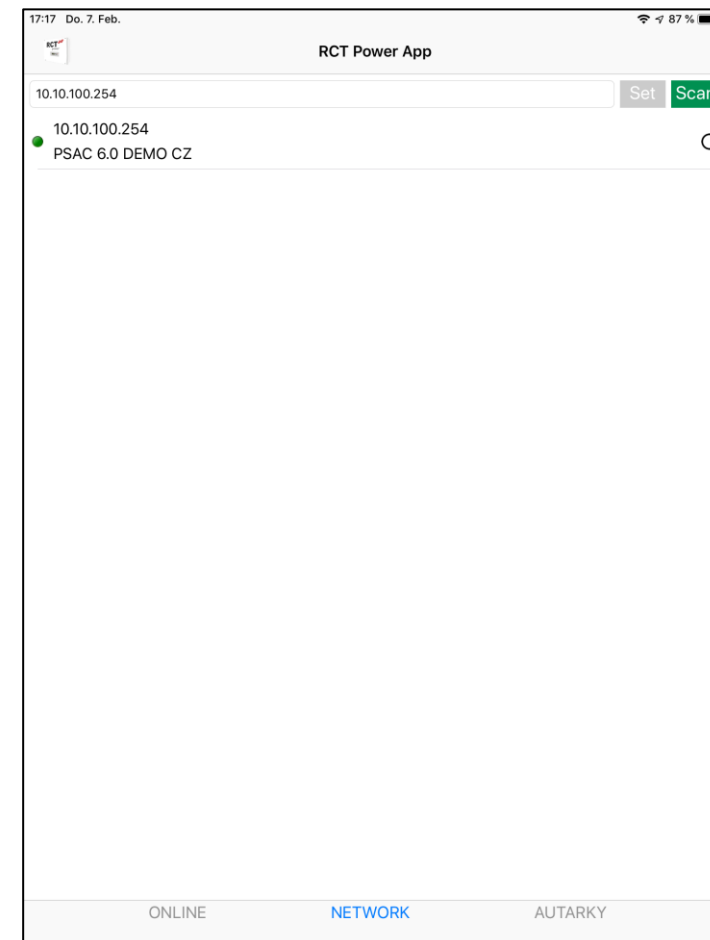 17:17 Do. 7. Feb. 87 %
RCT
RCT Power App
10.10.100.254 Set Scan
10.10.100.254
PSAC 6.0 DEMO CZ
ONLINE NETWORK AUTARKY